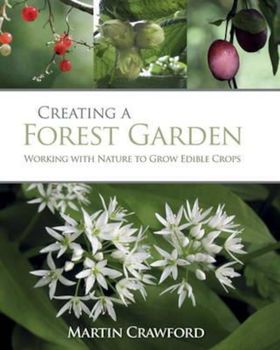 CREATING A
FOREST GARDEN
WORKING WITH NATURE TO GROW EDIBLE CROPS
MARTIN CRAWFORD